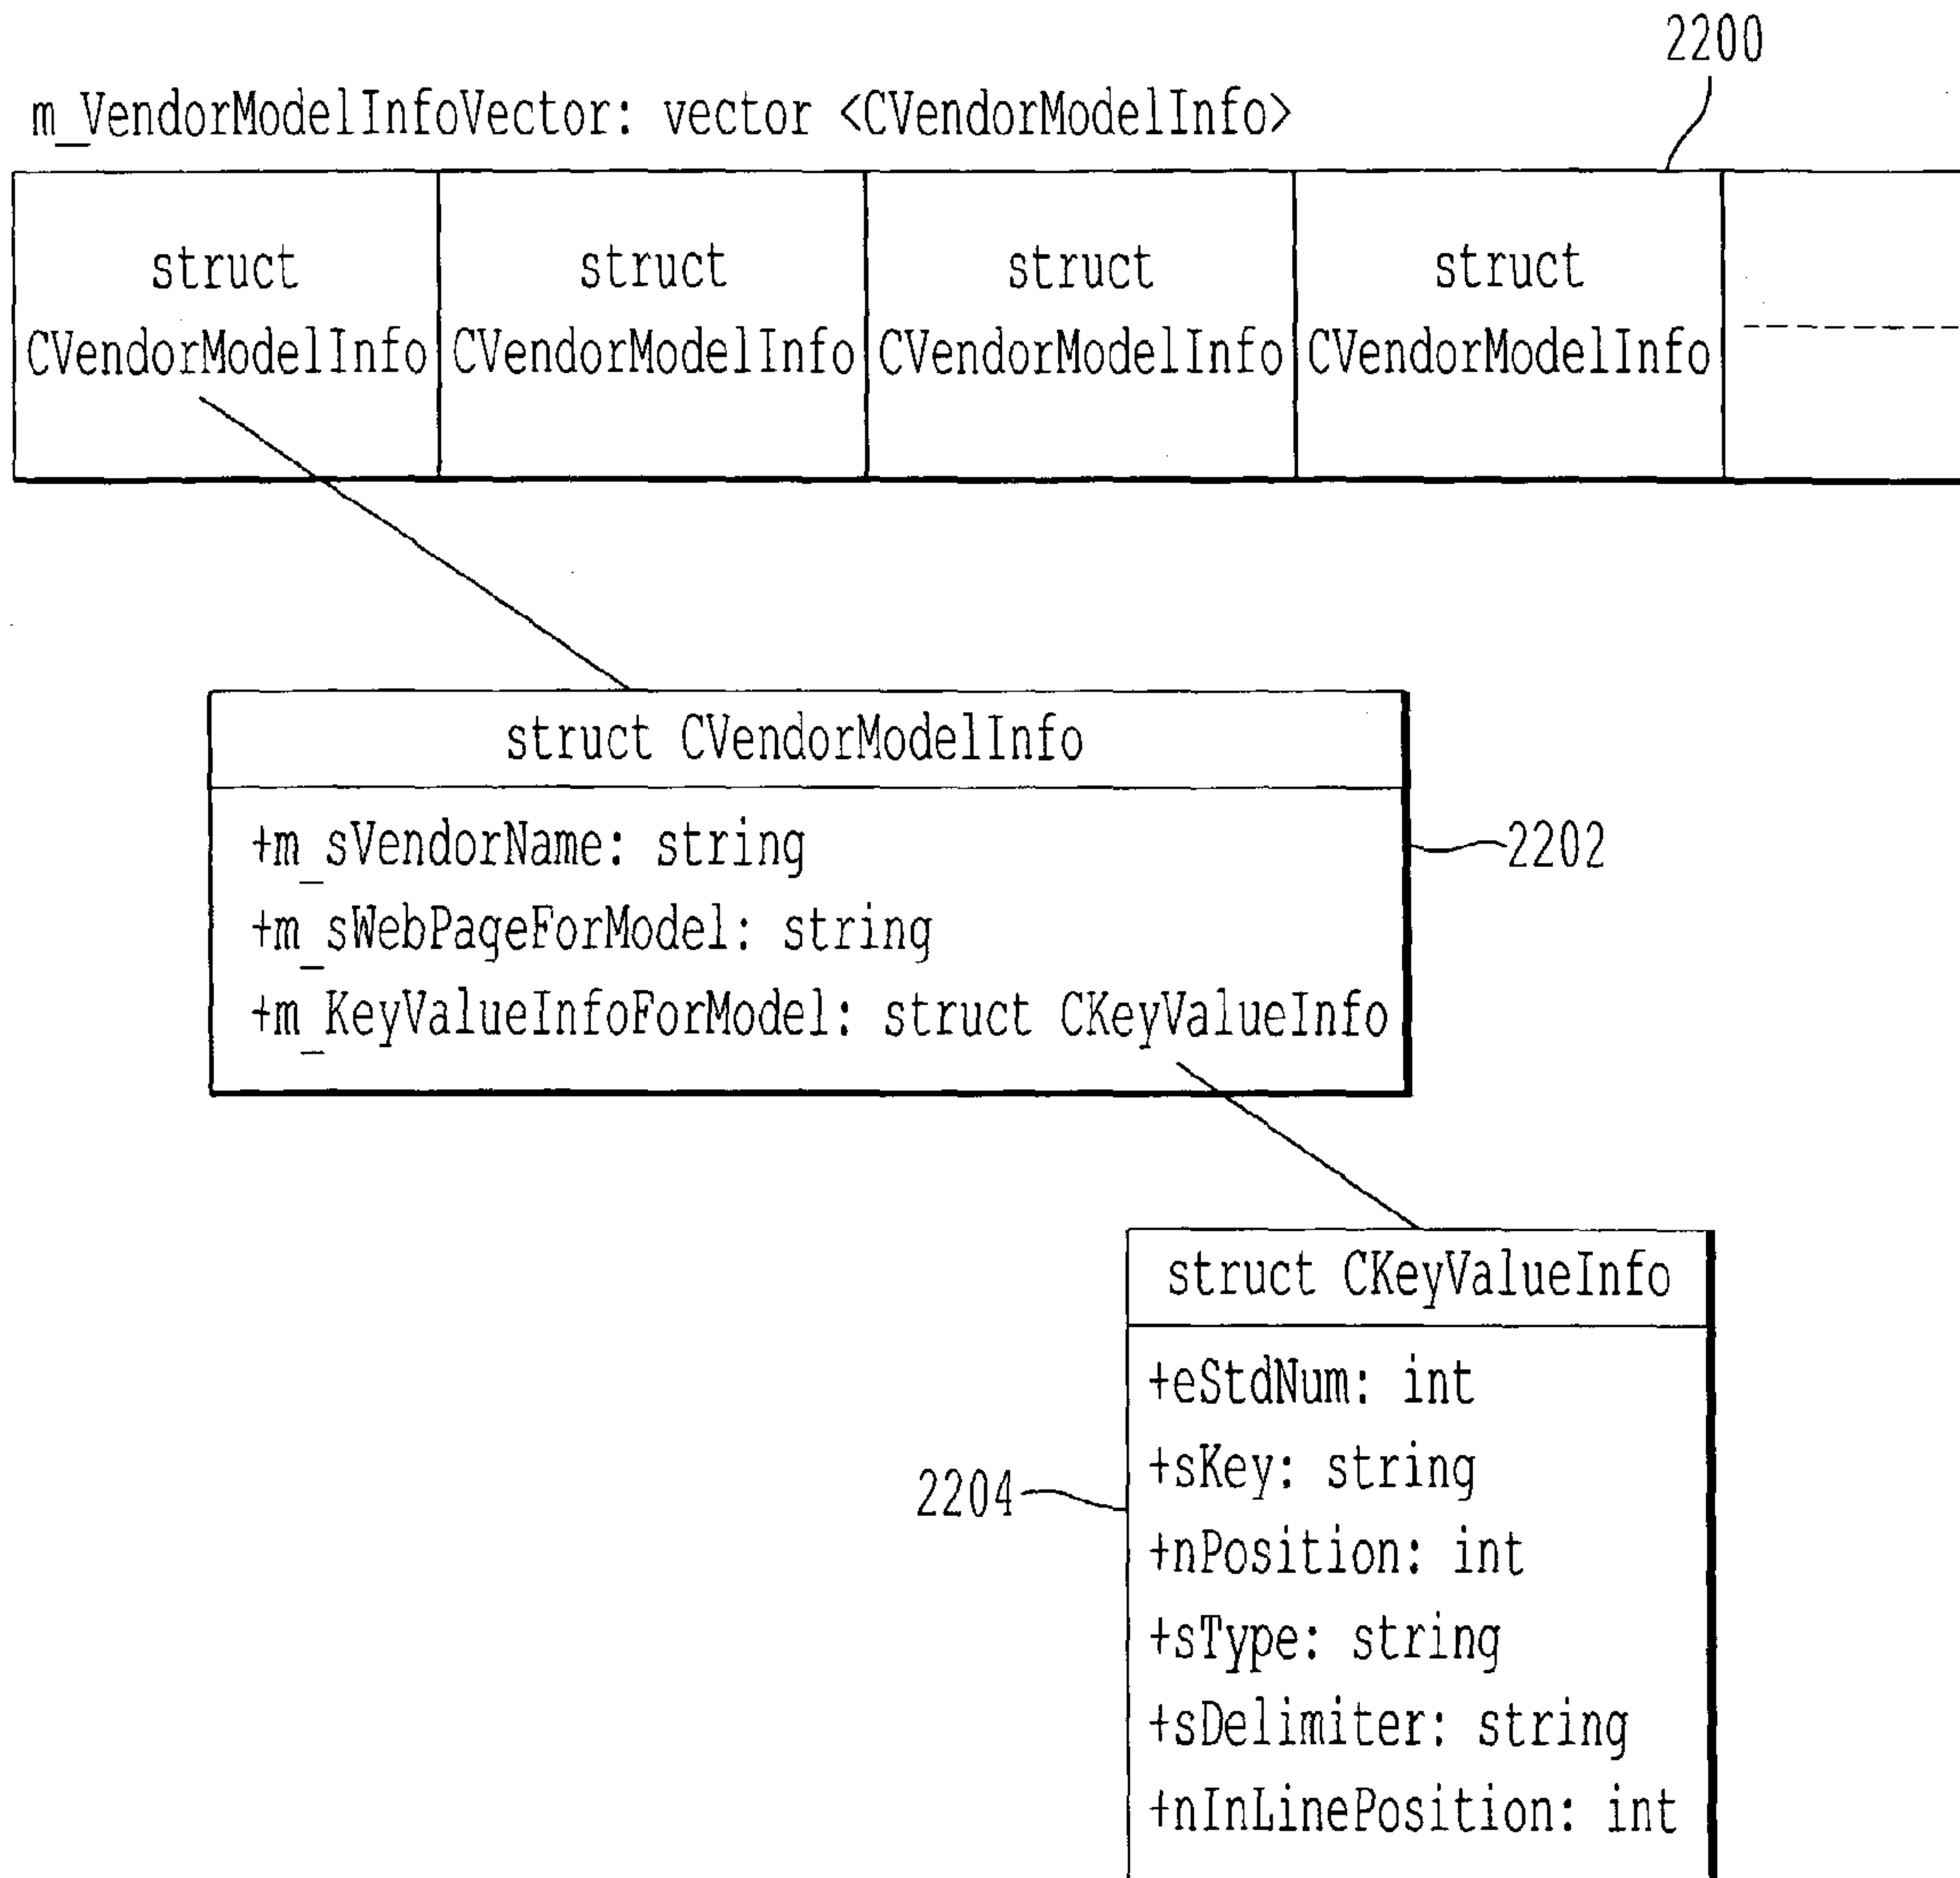 2200
m_VendorModelInfoVector: vector <CVendorModelInfo>
struct struct struct struct
CVendorModelInfo CVendorModelInfo CVendorModelInfo CVendorModelInfo
struct CVendorModelInfo
+m_sVendorName: string
2202
+m_sWebPageForModel: string
+m_KeyValueInfoForModel: struct CKeyValueInfo
struct CKeyValueInfo
+eStdNum: int
+sKey: string
2204
+nPosition: int
+sType: string
+sDelimiter: string
+nInLinePosition: int